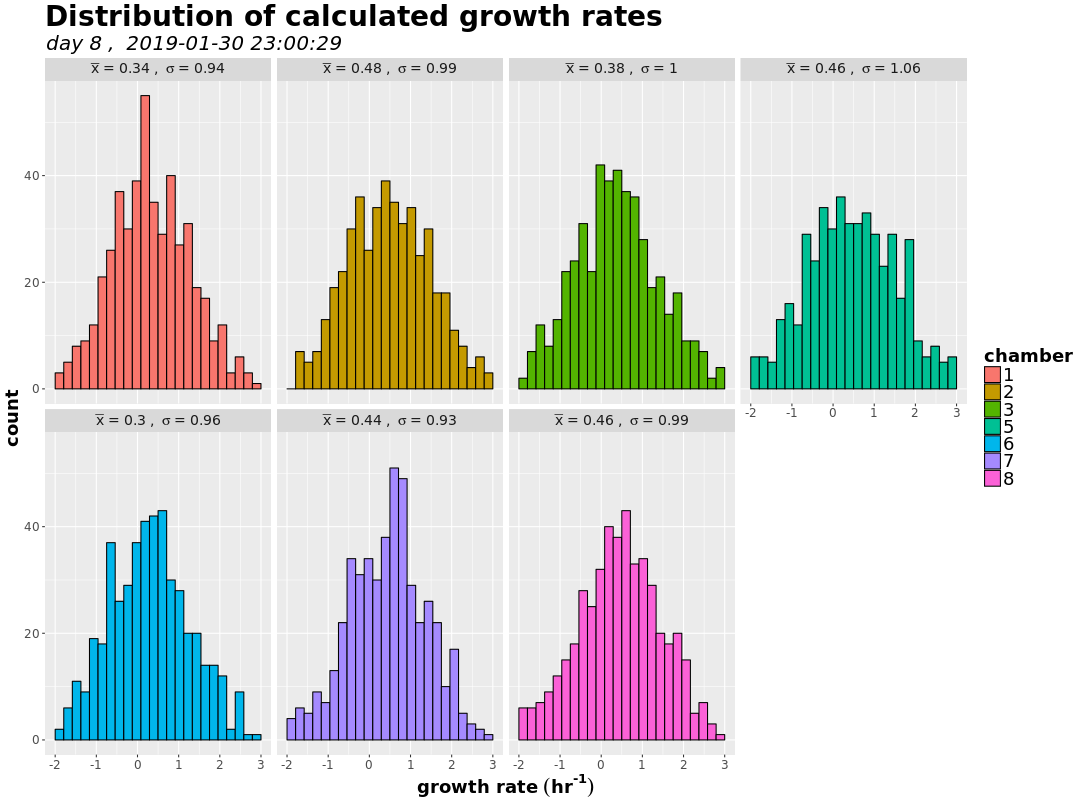 Distribution of calculated growth rates
day 8 ,  2019-01-30 23:00:29
x̅ = 0.34 ,  σ = 0.94
x̅ = 0.48 ,  σ = 0.99
x̅ = 0.38 ,  σ = 1
x̅ = 0.46 ,  σ = 1.06
40
20
0
-2 -1 0 1 2 3
x̅ = 0.3 ,  σ = 0.96
x̅ = 0.44 ,  σ = 0.93
x̅ = 0.46 ,  σ = 0.99
40
20
0
-2 -1 0 1 2 3
-2 -1 0 1 2 3
-2 -1 0 1 2 3
count
growth rate (hr⁻¹)
chamber
1
2
3
5
6
7
8